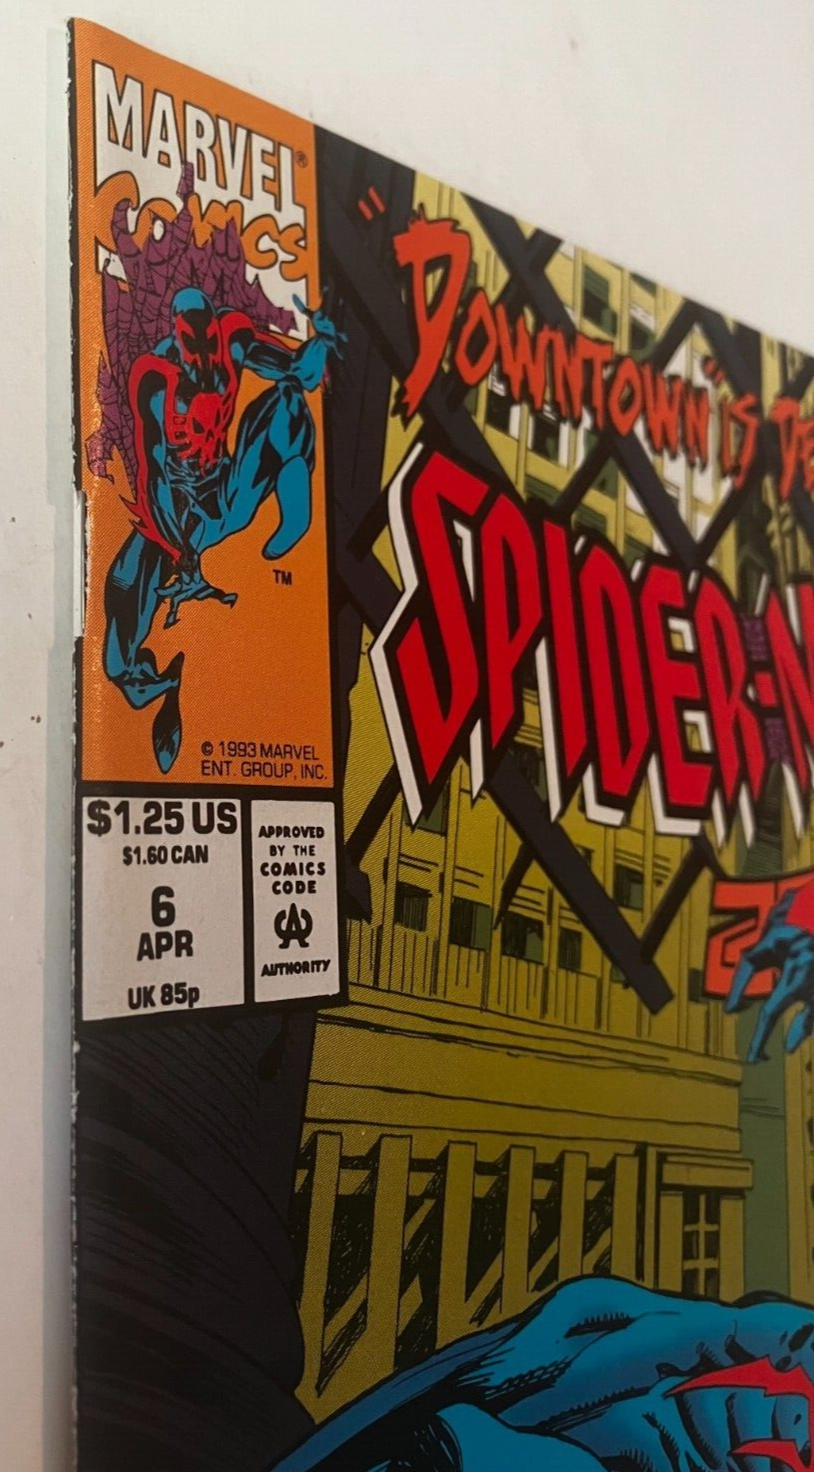 MARVEL®
COMICS
TM
© 1993 MARVEL
ENT. GROUP, INC.
$1.25 US
$1.60 CAN
6
APR
UK 85p
APPROVED
BY THE
COMICS
CODE
CA
AUTHORITY
"DOWNTOWN" IS
SPIDER-